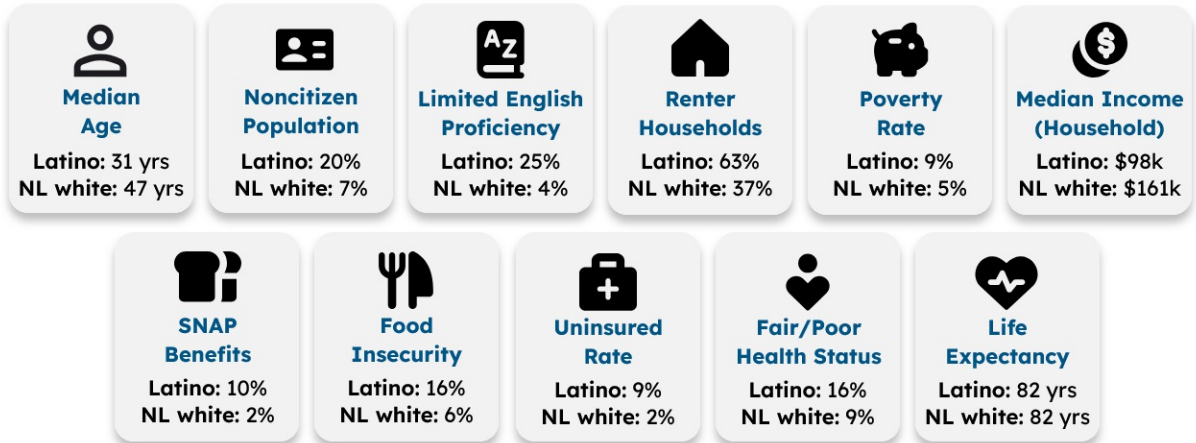 AZ
Median
Age
Latino: 31 yrs
NL white: 47 yrs
Noncitizen
Population
Latino: 20%
NL white: 7%
Limited English
Proficiency
Latino: 25%
NL white: 4%
Renter
Households
Latino: 63%
NL white: 37%
Poverty
Rate
Latino: 9%
NL white: 5%
$
Median Income
(Household)
Latino: $98k
NL white: $161k
SNAP
Benefits
Latino: 10%
NL white: 2%
Food
Insecurity
Latino: 16%
NL white: 6%
Uninsured
Rate
Latino: 9%
NL white: 2%
Fair/Poor
Health Status
Latino: 16%
NL white: 9%
Life
Expectancy
Latino: 82 yrs
NL white: 82 yrs